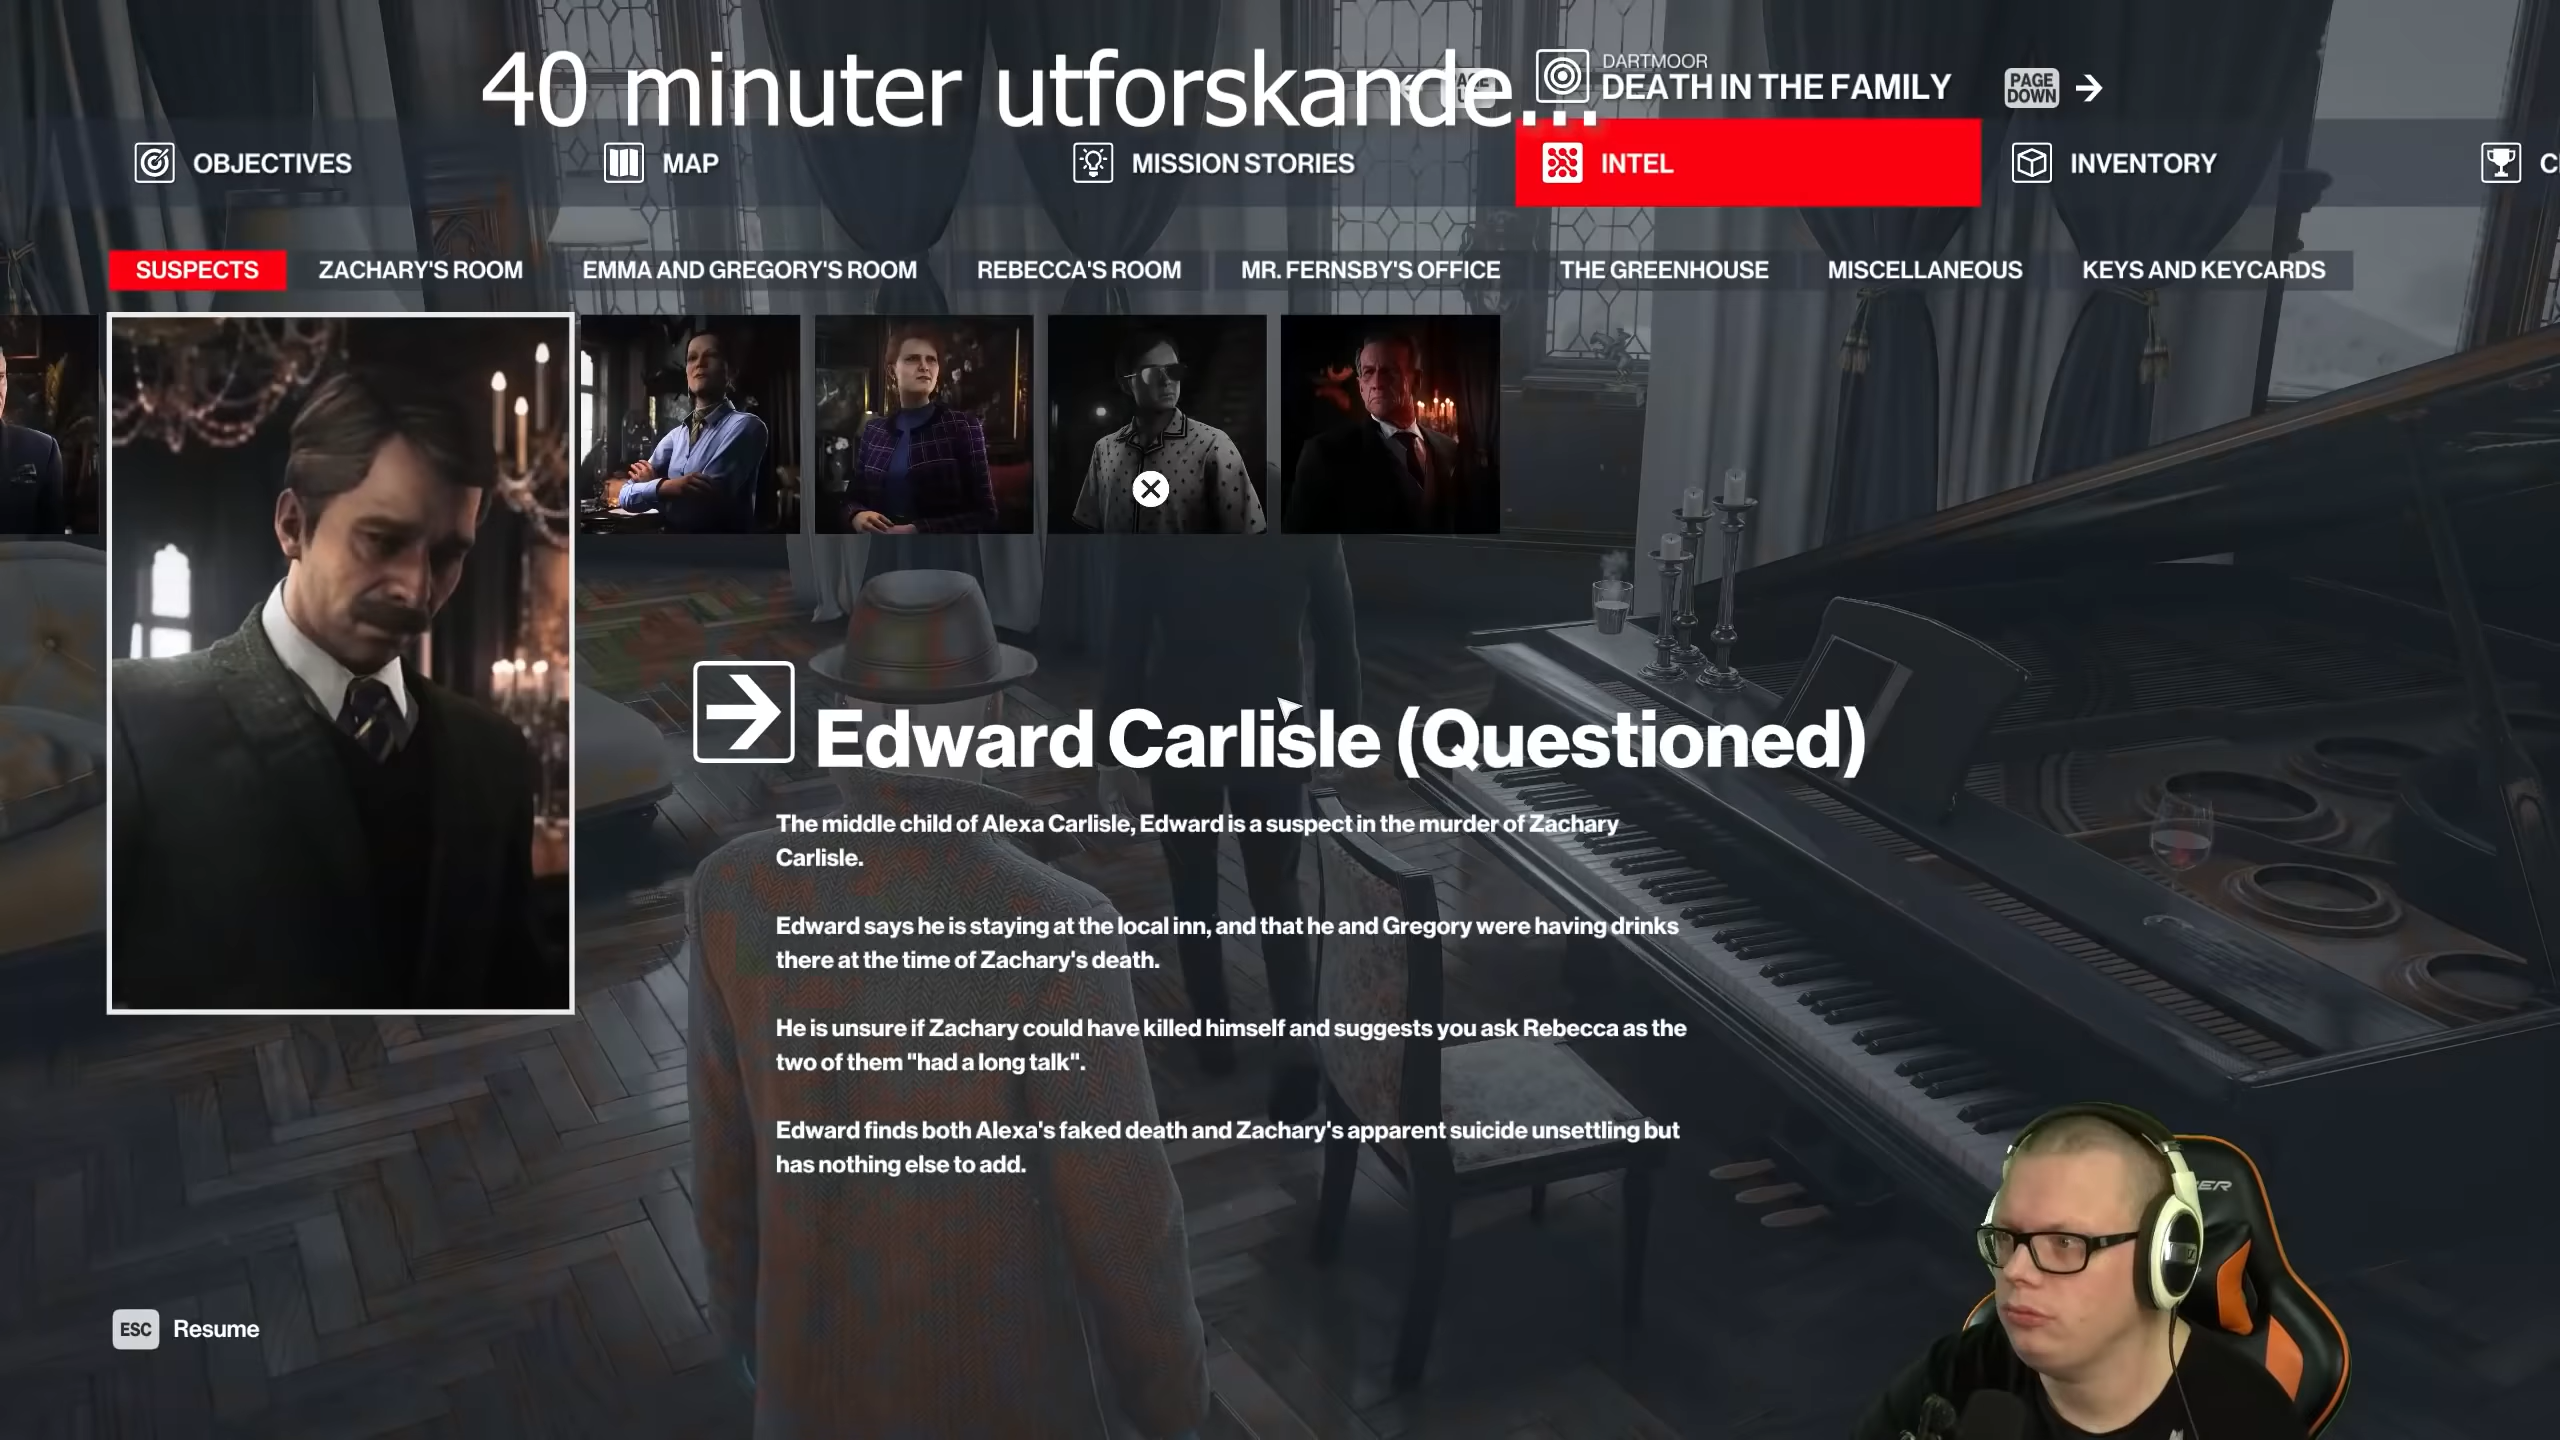 40 minuter utforskande...
DARTMOOR
DEATH IN THE FAMILY
PAGE DOWN
OBJECTIVES
MAP
MISSION STORIES
INTEL
INVENTORY
SUSPECTS
ZACHARY'S ROOM
EMMA AND GREGORY'S ROOM
REBECCA'S ROOM
MR. FERNSBY'S OFFICE
THE GREENHOUSE
MISCELLANEOUS
KEYS AND KEYCARDS
Edward Carlisle (Questioned)
The middle child of Alexa Carlisle, Edward is a suspect in the murder of Zachary
Carlisle.
Edward says he is staying at the local inn, and that he and Gregory were having drinks
there at the time of Zachary's death.
He is unsure if Zachary could have killed himself and suggests you ask Rebecca as the
two of them "had a long talk".
Edward finds both Alexa's faked death and Zachary's apparent suicide unsettling but
has nothing else to add.
ESC Resume